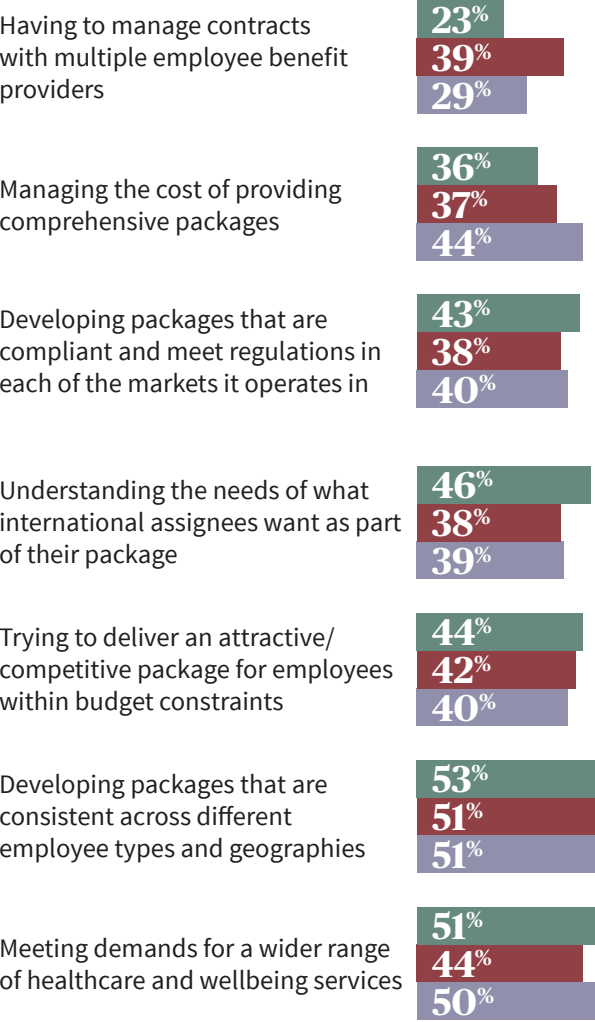 Having to manage contracts
with multiple employee benefit
providers
23%
39%
29%
Managing the cost of providing
comprehensive packages
36%
37%
44%
Developing packages that are
compliant and meet regulations in
each of the markets it operates in
43%
38%
40%
Understanding the needs of what
international assignees want as part
of their package
46%
38%
39%
Trying to deliver an attractive/
competitive package for employees
within budget constraints
44%
42%
40%
Developing packages that are
consistent across different
employee types and geographies
53%
51%
51%
Meeting demands for a wider range
of healthcare and wellbeing services
51%
44%
50%